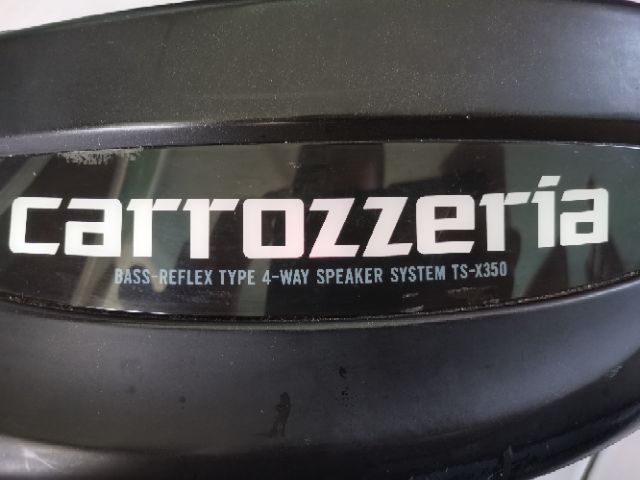 carrozzeria
BASS-REFLEX TYPE 4-WAY SPEAKER SYSTEM TS-X350